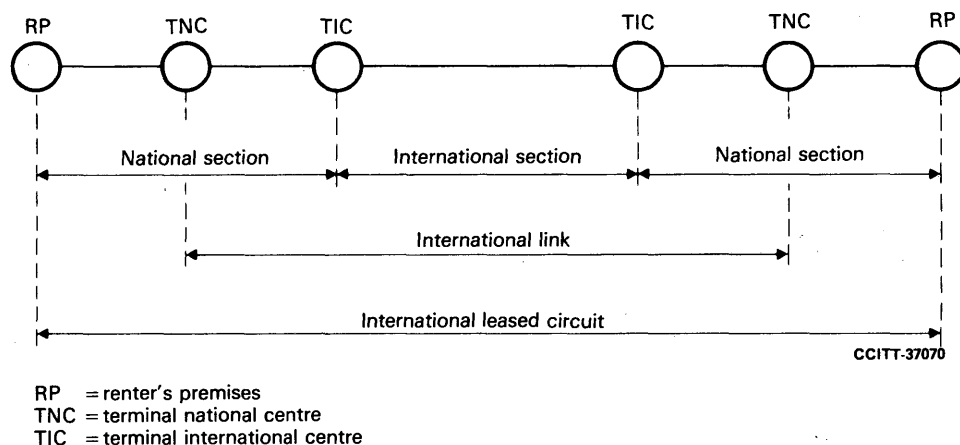 RP TNC TIC TIC TNC RP
National section International section National section
International link
International leased circuit
CCITT-37070
RP = renter's premises
TNC = terminal national centre
TIC = terminal international centre